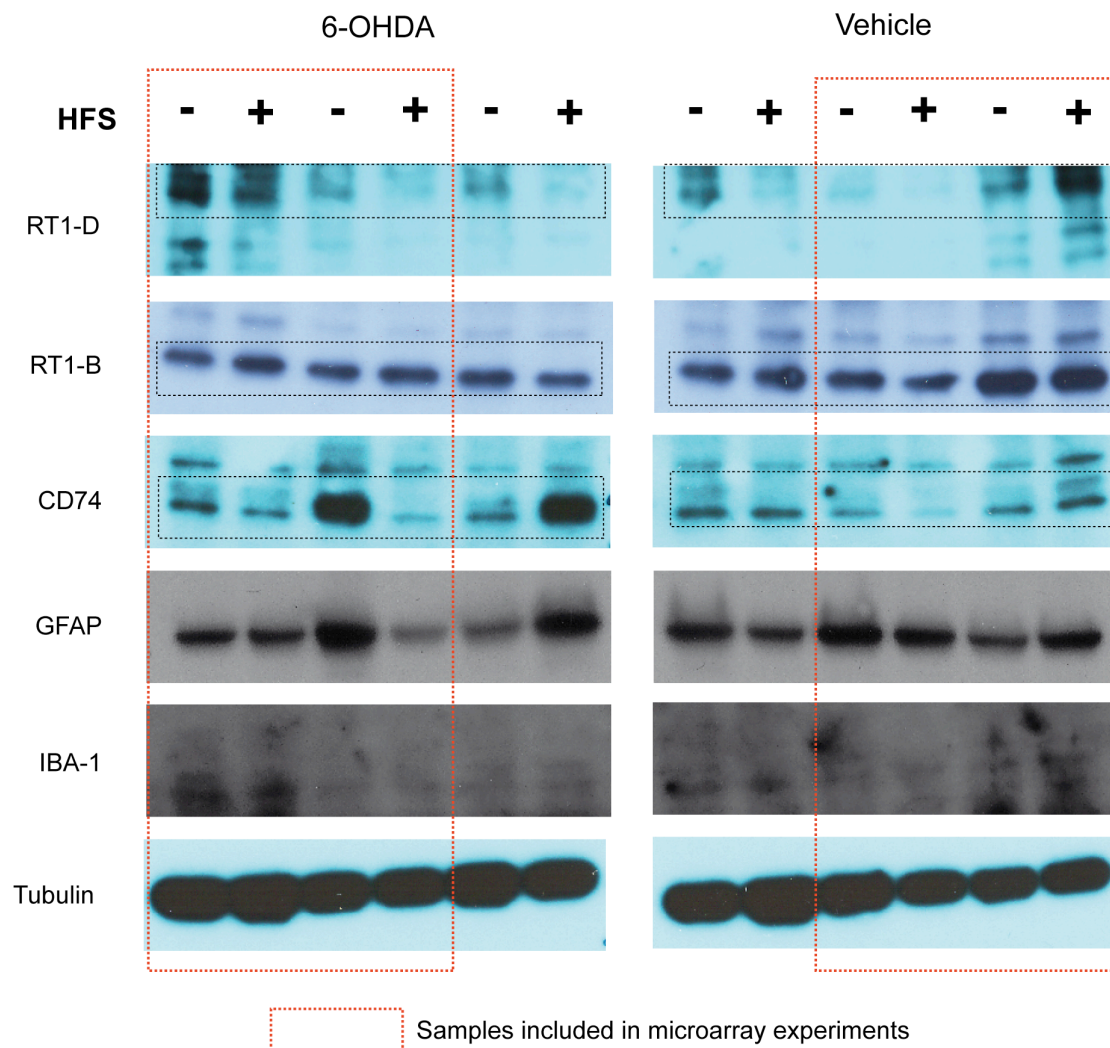 6-OHDA Vehicle
HFS - + - + - + - + - + - +
RT1-D
RT1-B
CD74
GFAP
IBA-1
Tubulin
Samples included in microarray experiments